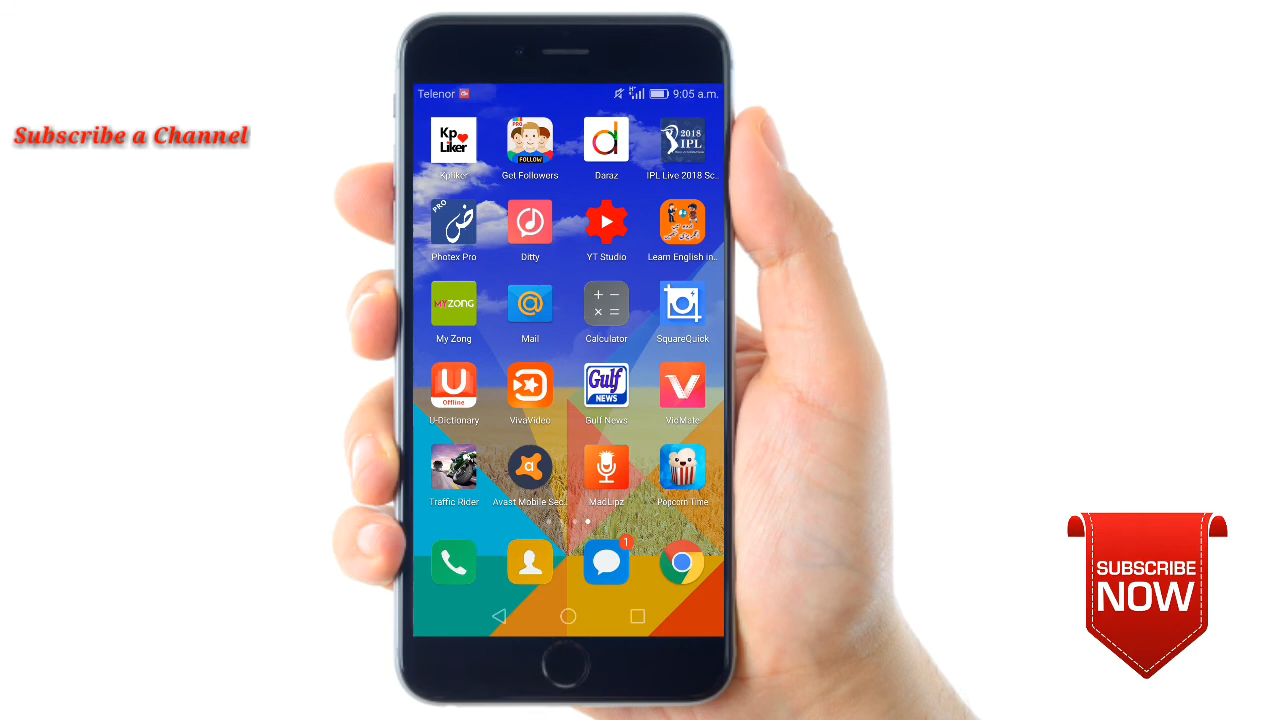 Subscribe a Channel
Telenor
9:05 a.m.
Kp
Liker
PRO
FOLLOW
d
2018
IPL
Kpliker
Get Followers
Daraz
IPL Live 2018 Sc..
PRO
ض
Photex Pro
Ditty
YT Studio
Learn English in..
MYZONG
@
+ −
× =
My Zong
Mail
Calculator
SquareQuick
U
Offline
Gulf
NEWS
V
U-Dictionary
VivaVideo
Gulf News
VidMate
a
Traffic Rider
Avast Mobile Sec..
MadLipz
Popcorn Time
1
SUBSCRIBE
NOW